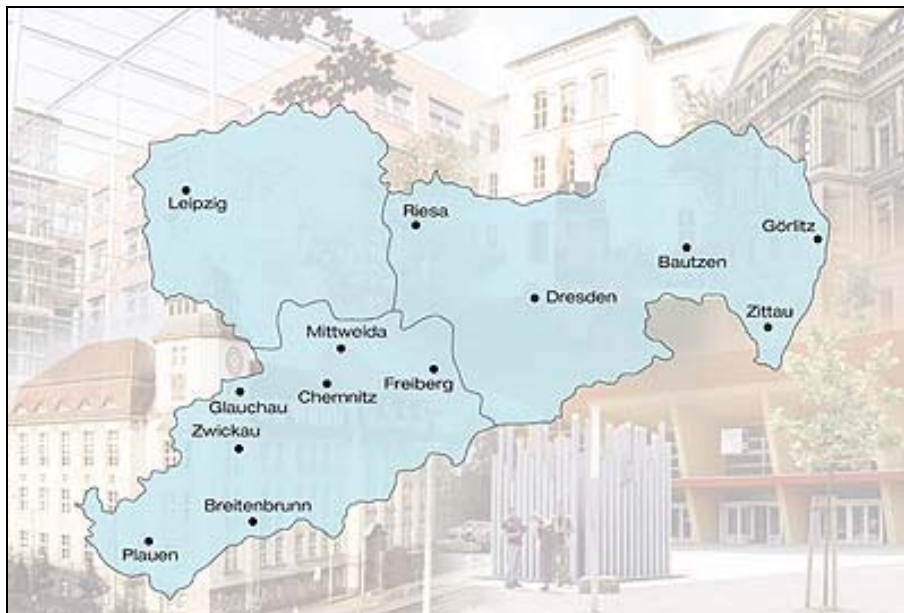 Leipzig
Riesa
Görlitz
Bautzen
Dresden
Zittau
Mittweida
Freiberg
Chemnitz
Glauchau
Zwickau
Breitenbrunn
Plauen